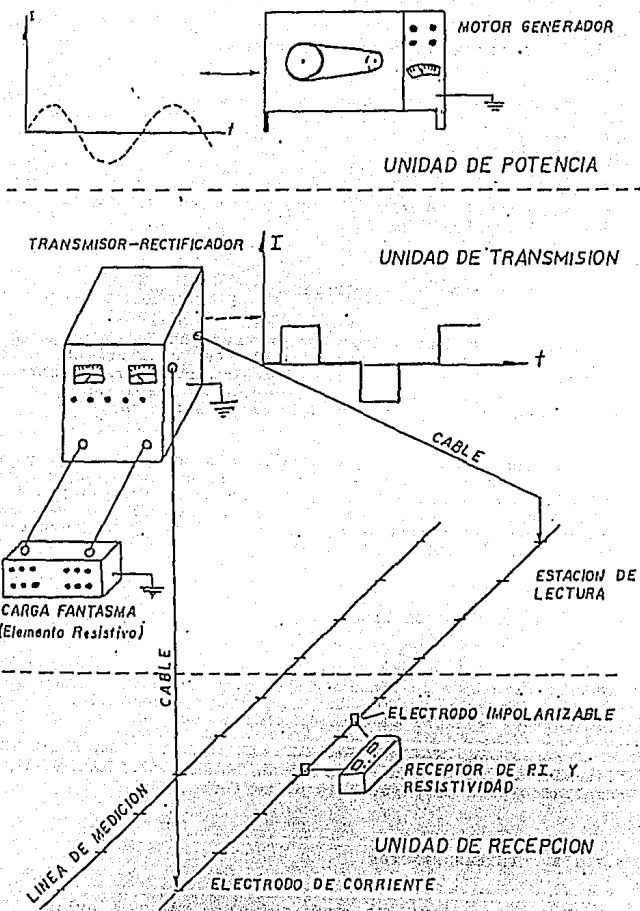 I
t
MOTOR GENERADOR
UNIDAD DE POTENCIA
TRANSMISOR-RECTIFICADOR
I
t
UNIDAD DE TRANSMISION
CABLE
ESTACION DE
LECTURA
CARGA FANTASMA
(Elemento Resistivo)
CABLE
ELECTRODO IMPOLARIZABLE
RECEPTOR DE P.I. Y
RESISTIVIDAD
LINEA DE MEDICION
UNIDAD DE RECEPCION
ELECTRODO DE CORRIENTE